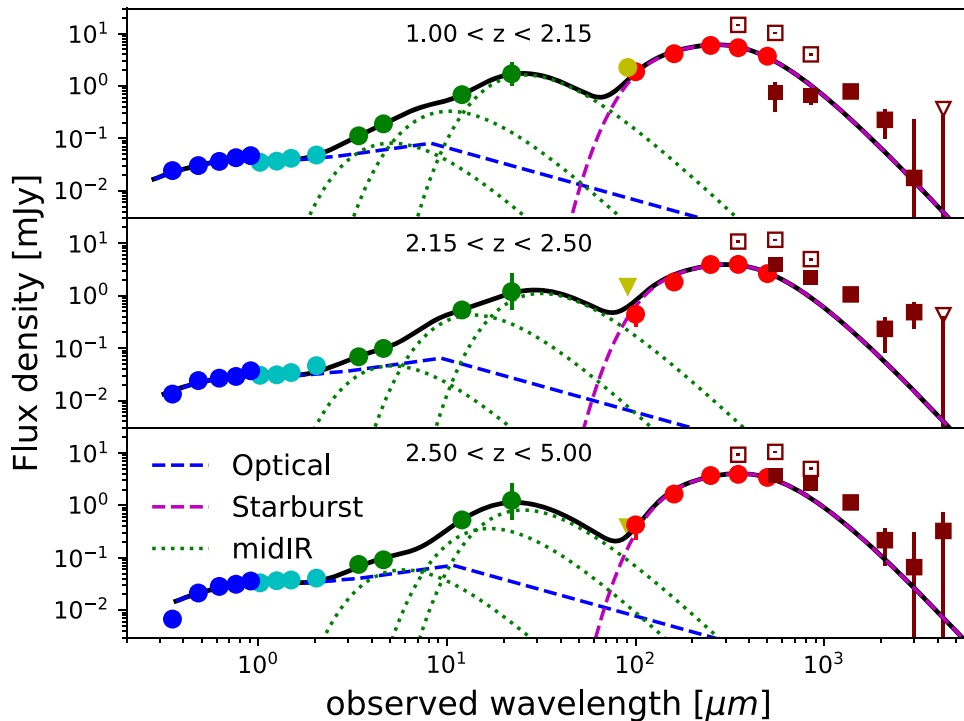 1.00 < z < 2.15
10¹
10⁰
10⁻¹
10⁻²
2.15 < z < 2.50
10¹
10⁰
10⁻¹
10⁻²
2.50 < z < 5.00
10¹
10⁰
10⁻¹
10⁻²
Optical
Starburst
midIR
Flux density [mJy]
10⁰ 10¹ 10² 10³
observed wavelength [μm]